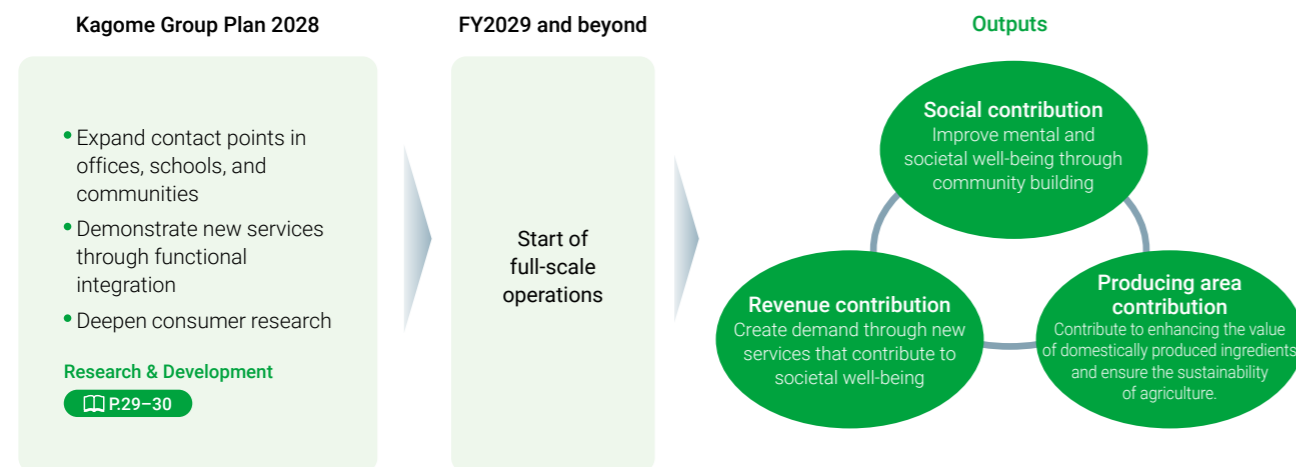 Kagome Group Plan 2028
• Expand contact points in
offices, schools, and
communities
• Demonstrate new services
through functional
integration
• Deepen consumer research
Research & Development
P.29–30
FY2029 and beyond
Start of
full-scale
operations
Outputs
Social contribution
Improve mental and
societal well-being through
community building
Revenue contribution
Create demand through new
services that contribute to
societal well-being
Producing area
contribution
Contribute to enhancing the value
of domestically produced ingredients
and ensure the sustainability
of agriculture.